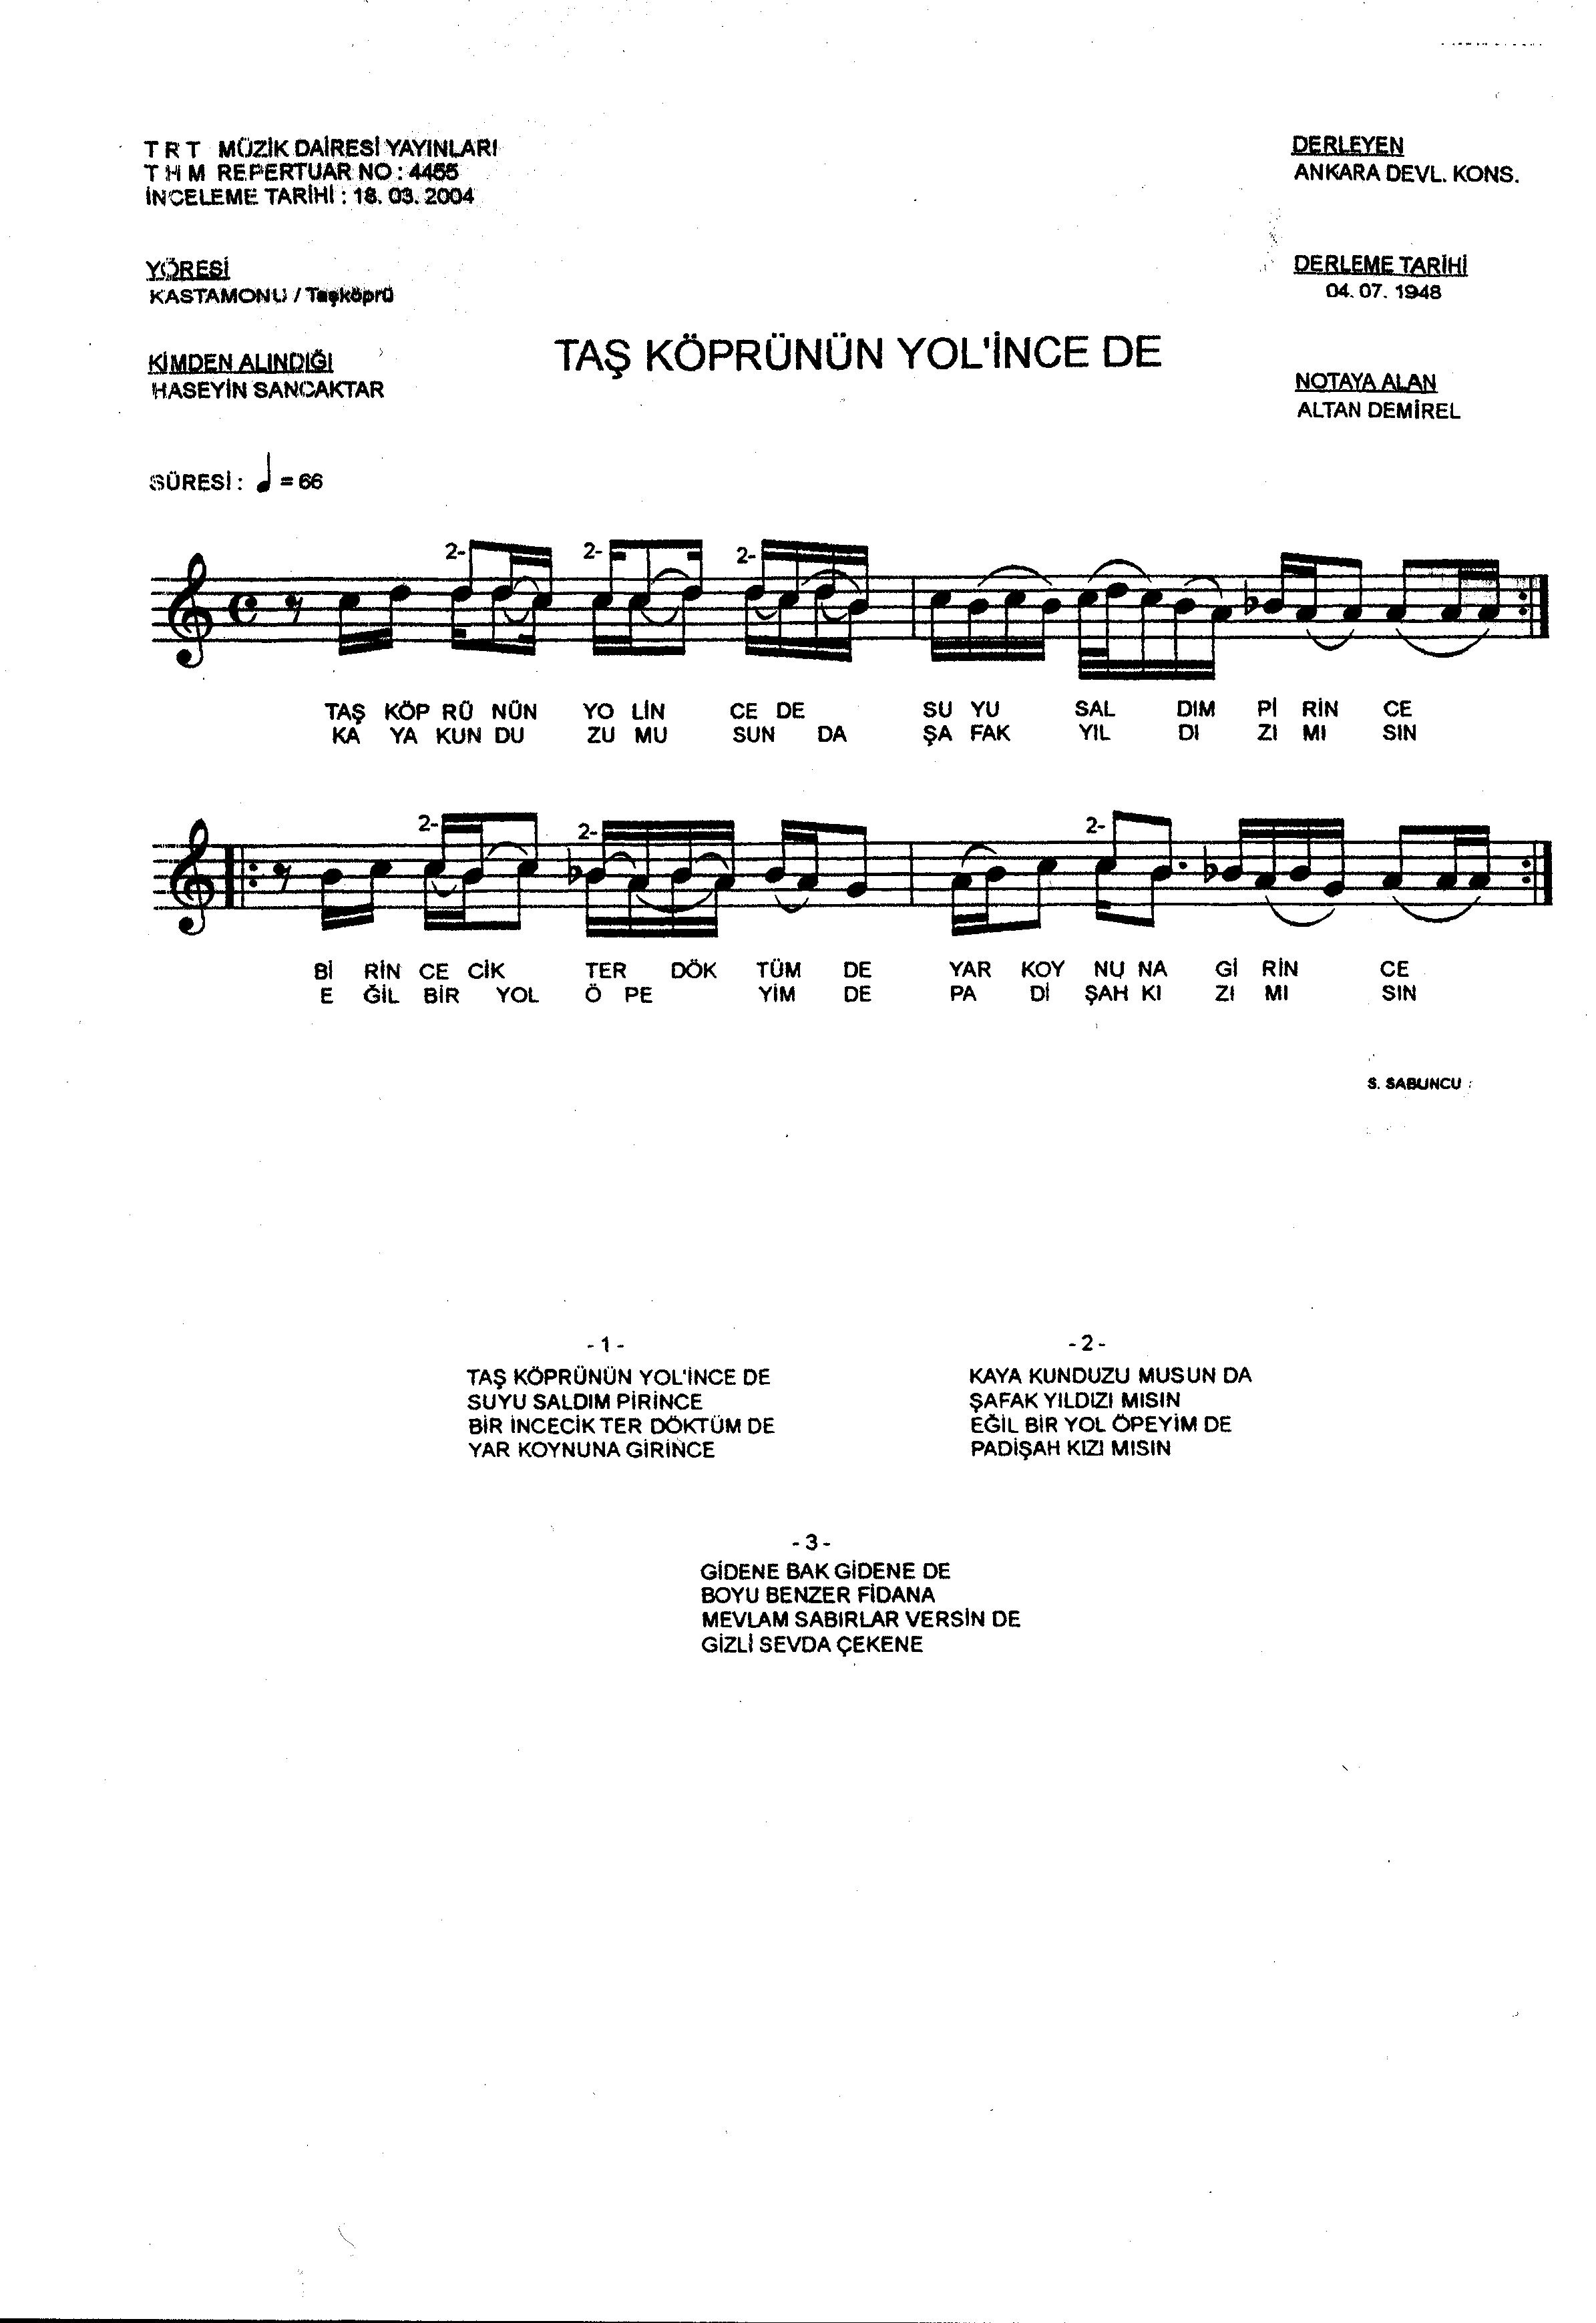 T R T MÜZİK DAİRESİ YAYINLARI
T H M REPERTUAR NO : 4455
İNCELEME TARİHİ : 18. 03. 2004
DERLEYEN
ANKARA DEVL. KONS.
YÖRESİ
KASTAMONU / Taşköprü
DERLEME TARİHİ
04. 07. 1948
TAŞ KÖPRÜNÜN YOL'İNCE DE
KİMDEN ALINDIĞI
HASEYİN SANCAKTAR
NOTAYA ALAN
ALTAN DEMİREL
SÜRESİ : ♩ = 66
2- 2- 2-
TAŞ KÖP RÜ NÜN YO LİN CE DE SU YU SAL DIM Pİ RİN CE
KA YA KUN DU ZU MU SUN DA ŞA FAK YIL DI ZI MI SIN
2- 2- 2-
Bİ RİN CE CİK TER DÖK TÜM DE YAR KOY NU NA Gİ RİN CE
E ĞİL BİR YOL Ö PE YİM DE PA Dİ ŞAH KI ZI MI SIN
S. SABUNCU
- 1 -
TAŞ KÖPRÜNÜN YOL'İNCE DE
SUYU SALDIM PİRİNCE
BİR İNCECİK TER DÖKTÜM DE
YAR KOYNUNA GİRİNCE
- 2 -
KAYA KUNDUZU MUSUN DA
ŞAFAK YILDIZI MISIN
EĞİL BİR YOL ÖPEYİM DE
PADİŞAH KIZI MISIN
- 3 -
GİDENE BAK GİDENE DE
BOYU BENZER FİDANA
MEVLAM SABIRLAR VERSİN DE
GİZLİ SEVDA ÇEKENE